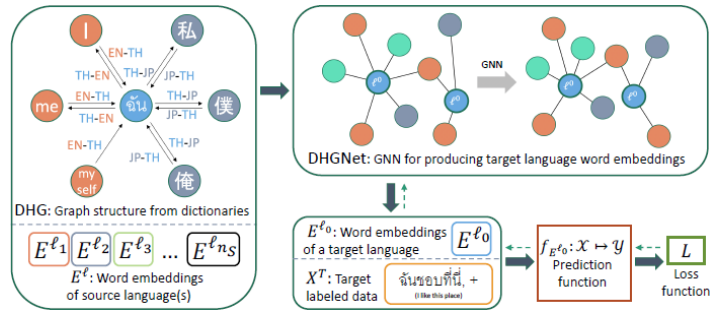 I
私
EN-TH
TH-JP
TH-EN
JP-TH
EN-TH
TH-JP
me
ฉัน
僕
TH-EN
JP-TH
TH-JP
EN-TH
JP-TH
my
self
俺
DHG: Graph structure from dictionaries
E^ℓ1 E^ℓ2 E^ℓ3 ... E^ℓnS
E^ℓ: Word embeddings
of source language(s)
ℓ⁰
ℓ⁰
GNN
ℓ⁰
ℓ⁰
DHGNet: GNN for producing target language word embeddings
E^ℓ0: Word embeddings
of a target language
E^ℓ0
X^T: Target
labeled data
ฉันชอบที่นี่, +
(I like this place)
f_E^ℓ0: X ↦ Y
Prediction
function
L
Loss
function